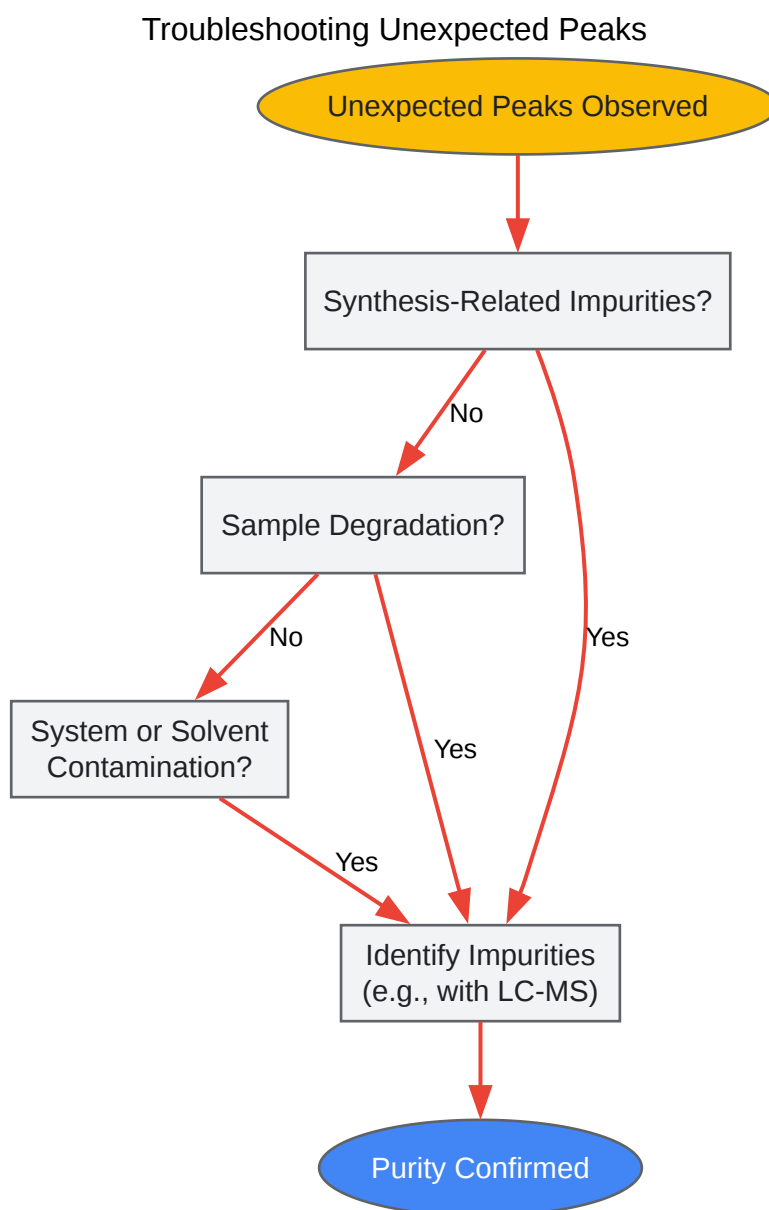 Troubleshooting Unexpected Peaks
Unexpected Peaks Observed
Synthesis-Related Impurities?
No
Sample Degradation?
No
Yes
System or Solvent
Contamination?
Yes
Yes
Identify Impurities
(e.g., with LC-MS)
Purity Confirmed